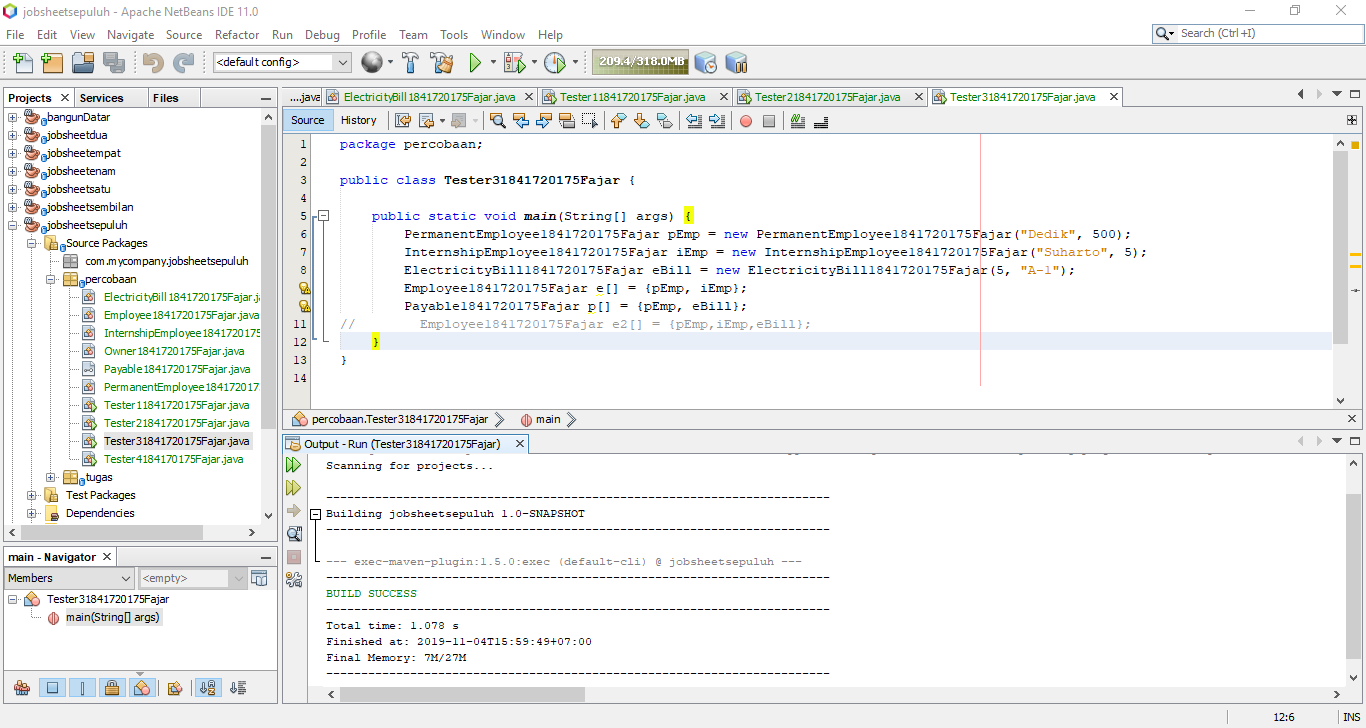 jobsheetsepuluh - Apache NetBeans IDE 11.0
File Edit View Navigate Source Refactor Run Debug Profile Team Tools Window Help
Search (Ctrl+I)
<default config>
209.4/318.0MB
Projects Services Files
bangunDatar
jobsheetdua
jobsheetempat
jobsheetenam
jobsheetsatu
jobsheetsembilan
jobsheetsepuluh
Source Packages
com.mycompany.jobsheetsepuluh
percobaan
ElectricityBill1841720175Fajar.ja
Employee1841720175Fajar.java
InternshipEmployee1841720175
Owner1841720175Fajar.java
Payable1841720175Fajar.java
PermanentEmployee184172017
Tester11841720175Fajar.java
Tester21841720175Fajar.java
Tester31841720175Fajar.java
Tester4184170175Fajar.java
tugas
Test Packages
Dependencies
main - Navigator
Members <empty>
Tester31841720175Fajar
main(String[] args)
....java ElectricityBill1841720175Fajar.java Tester11841720175Fajar.java Tester21841720175Fajar.java Tester31841720175Fajar.java
Source History
1 package percobaan;
2
3 public class Tester31841720175Fajar {
4
5 public static void main(String[] args) {
6 PermanentEmployee1841720175Fajar pEmp = new PermanentEmployee1841720175Fajar("Dedik", 500);
7 InternshipEmployee1841720175Fajar iEmp = new InternshipEmployee1841720175Fajar("Suharto", 5);
8 ElectricityBill1841720175Fajar eBill = new ElectricityBill1841720175Fajar(5, "A-1");
Employee1841720175Fajar e[] = {pEmp, iEmp};
Payable1841720175Fajar p[] = {pEmp, eBill};
11 // Employee1841720175Fajar e2[] = {pEmp,iEmp,eBill};
12 }
13 }
14
percobaan.Tester31841720175Fajar main
Output - Run (Tester31841720175Fajar)
Scanning for projects...
------------------------------------------------------------------------
Building jobsheetsepuluh 1.0-SNAPSHOT
------------------------------------------------------------------------
--- exec-maven-plugin:1.5.0:exec (default-cli) @ jobsheetsepuluh ---
------------------------------------------------------------------------
BUILD SUCCESS
------------------------------------------------------------------------
Total time: 1.078 s
Finished at: 2019-11-04T15:59:49+07:00
Final Memory: 7M/27M
------------------------------------------------------------------------
12:6 INS